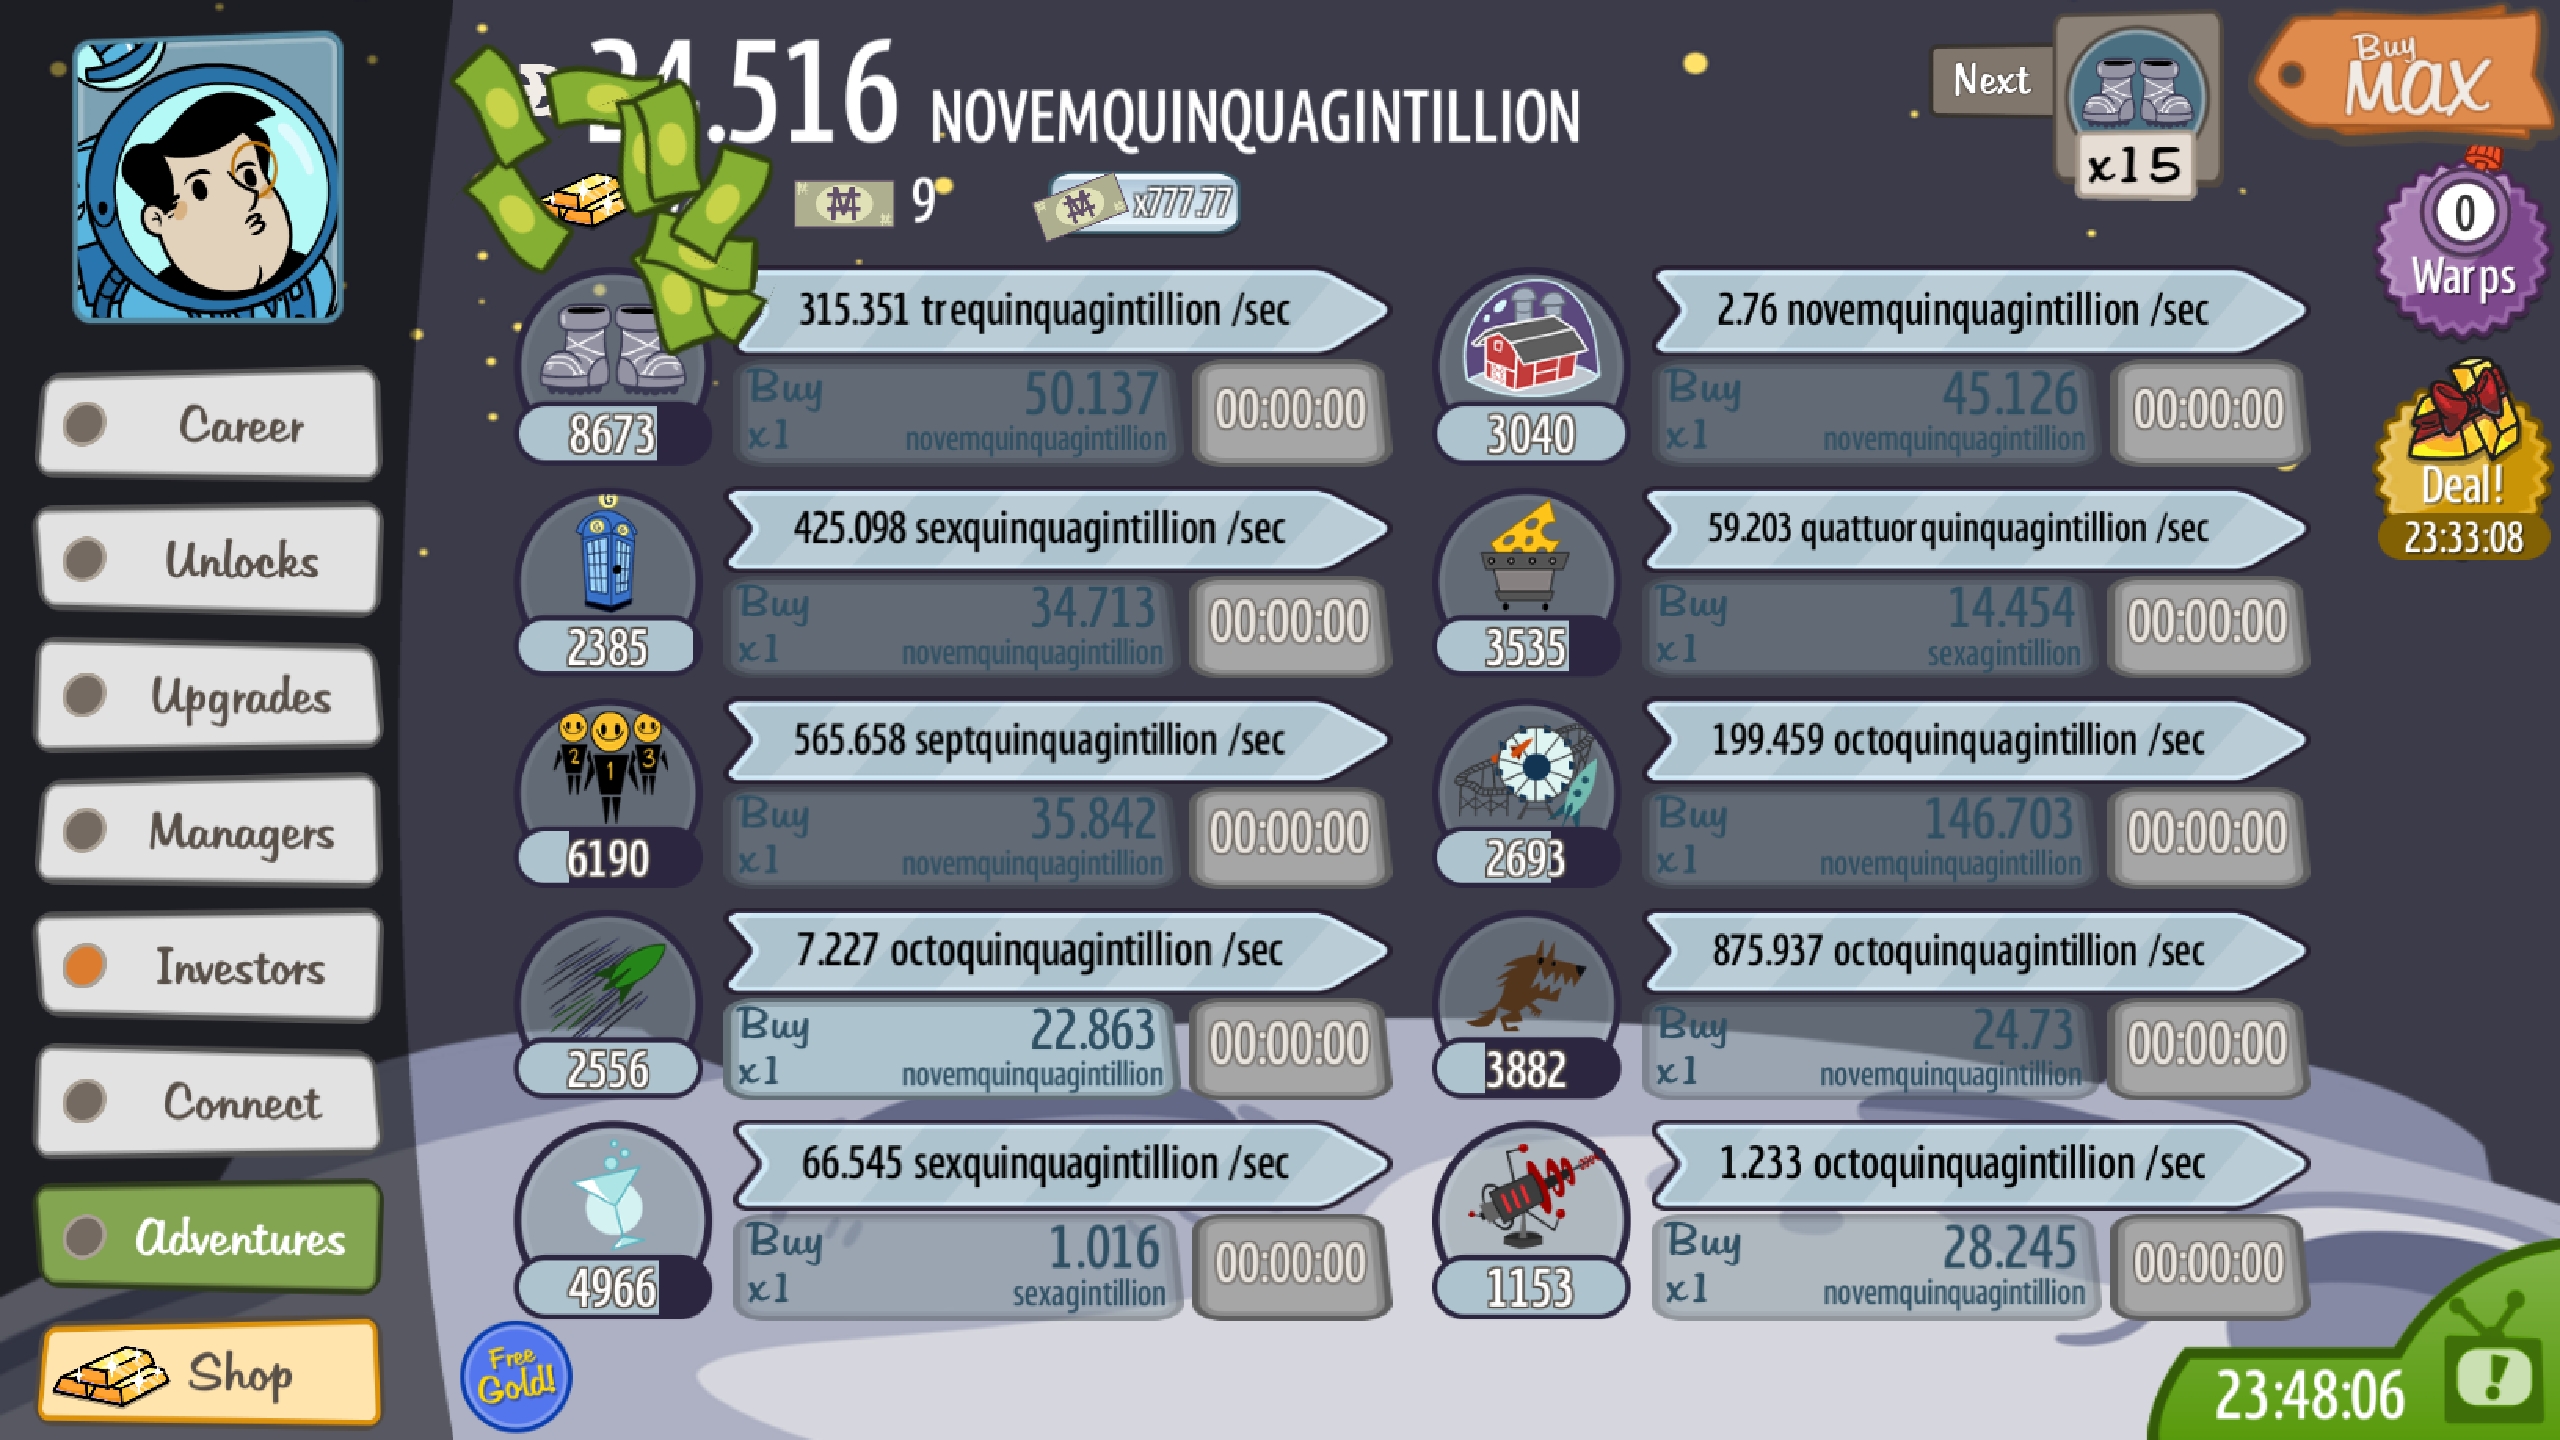 .516 NOVEMQUINQUAGINTILLION
Next
x15
Buy
MAX
9
x777.77
0
Warps
Deal!
23:33:08
Career
Unlocks
Upgrades
Managers
Investors
Connect
Adventures
Shop
315.351 trequinquagintillion /sec
8673
Buy
x1
50.137
novemquinquagintillion
00:00:00
2.76 novemquinquagintillion /sec
3040
Buy
x1
45.126
novemquinquagintillion
00:00:00
425.098 sexquinquagintillion /sec
2385
Buy
x1
34.713
novemquinquagintillion
00:00:00
59.203 quattuorquinquagintillion /sec
3535
Buy
x1
14.454
sexagintillion
00:00:00
565.658 septquinquagintillion /sec
2 1 3
6190
Buy
x1
35.842
novemquinquagintillion
00:00:00
199.459 octoquinquagintillion /sec
2693
Buy
x1
146.703
novemquinquagintillion
00:00:00
7.227 octoquinquagintillion /sec
2556
Buy
x1
22.863
novemquinquagintillion
00:00:00
875.937 octoquinquagintillion /sec
3882
Buy
x1
24.73
novemquinquagintillion
00:00:00
66.545 sexquinquagintillion /sec
4966
Buy
x1
1.016
sexagintillion
00:00:00
1.233 octoquinquagintillion /sec
1153
Buy
x1
28.245
novemquinquagintillion
00:00:00
Free
Gold!
23:48:06